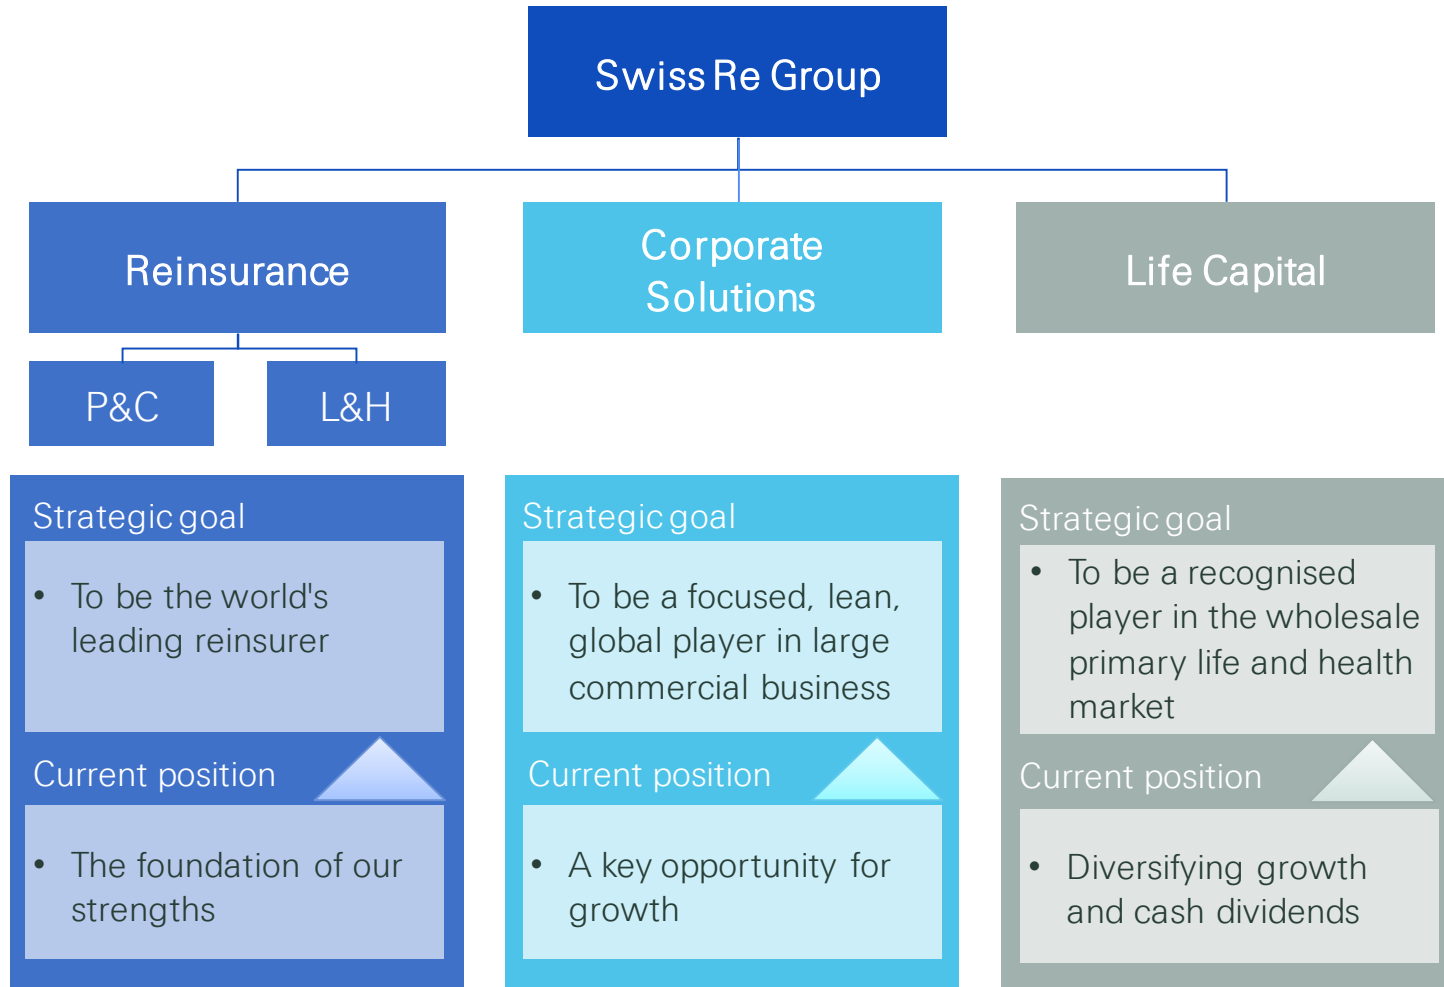 Swiss Re Group
Reinsurance
Corporate
Solutions
Life Capital
P&C
L&H
Strategic goal
• To be the world's
leading reinsurer
Current position
• The foundation of our
strengths
Strategic goal
• To be a focused, lean,
global player in large
commercial business
Current position
• A key opportunity for
growth
Strategic goal
• To be a recognised
player in the wholesale
primary life and health
market
Current position
• Diversifying growth
and cash dividends